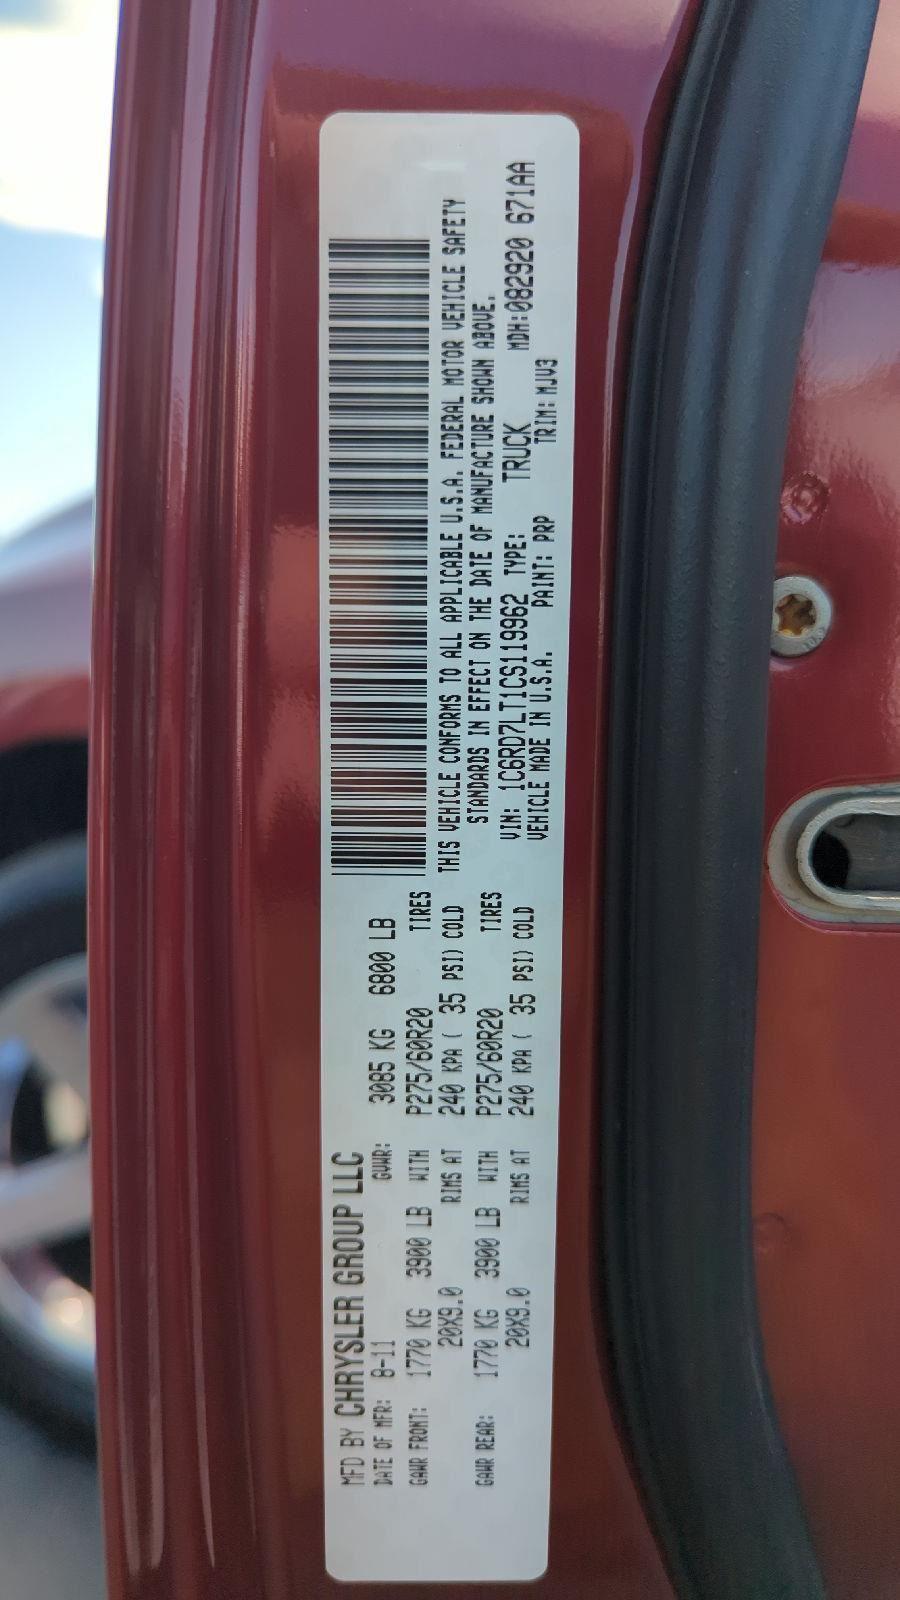 MFD BY CHRYSLER GROUP LLC
DATE OF MFR: 8-11 GVWR: 3085 KG 6800 LB
GAWR FRONT: 1770 KG 3900 LB WITH P275/60R20 TIRES
20X9.0 RIMS AT 240 KPA ( 35 PSI) COLD
GAWR REAR: 1770 KG 3900 LB WITH P275/60R20 TIRES
20X9.0 RIMS AT 240 KPA ( 35 PSI) COLD
THIS VEHICLE CONFORMS TO ALL APPLICABLE U.S.A. FEDERAL MOTOR VEHICLE SAFETY
STANDARDS IN EFFECT ON THE DATE OF MANUFACTURE SHOWN ABOVE.
VIN: 1C6RD7LT1CS119962 TYPE: TRUCK MDH:082920 671AA
VEHICLE MADE IN U.S.A. PAINT: PRP TRIM: MJV3